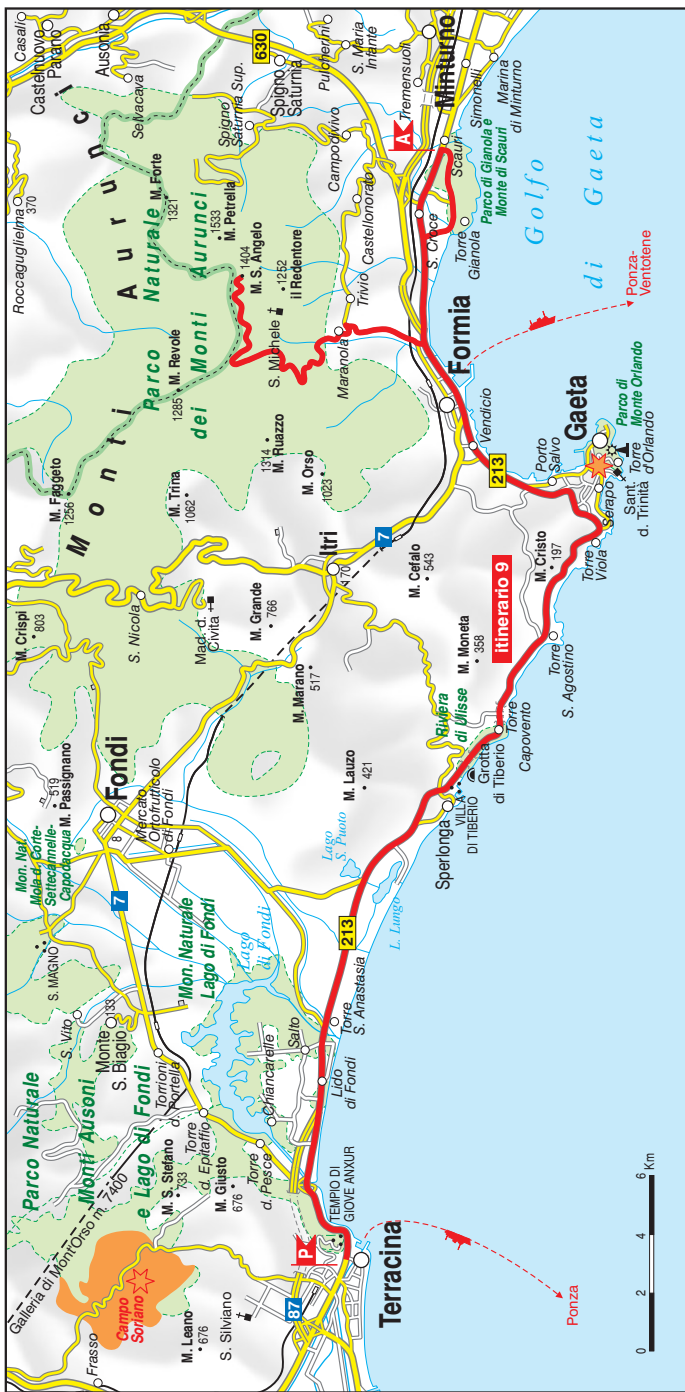 Casali
Castelnuovo
Parano
Ausonia
Selvacava
Roccaguglielma
370
Monti Aurunci
M. Faggeto
1256
M. Crispi
803
Parco
Naturale
dei Monti
Aurunci
M. Forte
1321
1533
M. Petrella
1404
M. S. Angelo
1252
il Redentore
S. Michele
M. Revole
1285
M. Ruazzo
1314
M. Orso
1023
M. Trina
1062
S. Nicola
Mad. d.
Civita
M. Grande
766
Itri
170
M. Marano
517
630
Spigno
Saturnia Sup.
Spigno
Saturnia
Pulcherini
S. Maria
Infante
Tremensuoli
Minturno
Simonelli
Marina
di Minturno
Campodivivo
Castellonorato
Trivio
Maranola
A
Scauri
S. Croce
Parco di Gianola e
Monte di Scauri
Torre
Gianola
Golfo
di Gaeta
Formia
Ponza-
Ventotene
Vendicio
213
7
Porto
Salvo
Gaeta
Parco di
Monte Orlando
Torre
d'Orlando
Sant.
d. Trinità
Serapo
Torre
Viola
M. Cristo
197
M. Cefalo
543
itinerario 9
M. Moneta
358
Torre
S. Agostino
Riviera
di Ulisse
Torre
Capovento
Grotta
di Tiberio
VILLA
DI TIBERIO
Sperlonga
M. Lauzo
421
Lago
S. Puoto
L. Lungo
213
Mon. Nat.
Mola d. Corte-
Settecannelle-
Capodacqua
M. Passignano
519
Fondi
8
Mercato
Ortofrutticolo
di Fondi
7
S. MAGNO
S. Vito
Monte
S. Biagio
133
Mon. Naturale
Lago di Fondi
Lago
di Fondi
Torre
S. Anastasia
Salto
Lido
di Fondi
Chiancarelle
Torrioni
d. Portella
Torre
d. Epitaffio
Torre
d. Pesce
Parco Naturale
Monti Ausoni
e Lago di Fondi
Galleria di Mont'Orso m. 7400
M. S. Stefano
733
M. Giusto
676
Campo
Soriano
Frasso
M. Leano
676
S. Silviano
87
P
TEMPIO DI
GIOVE ANXUR
Terracina
Ponza
0 2 4 6 Km